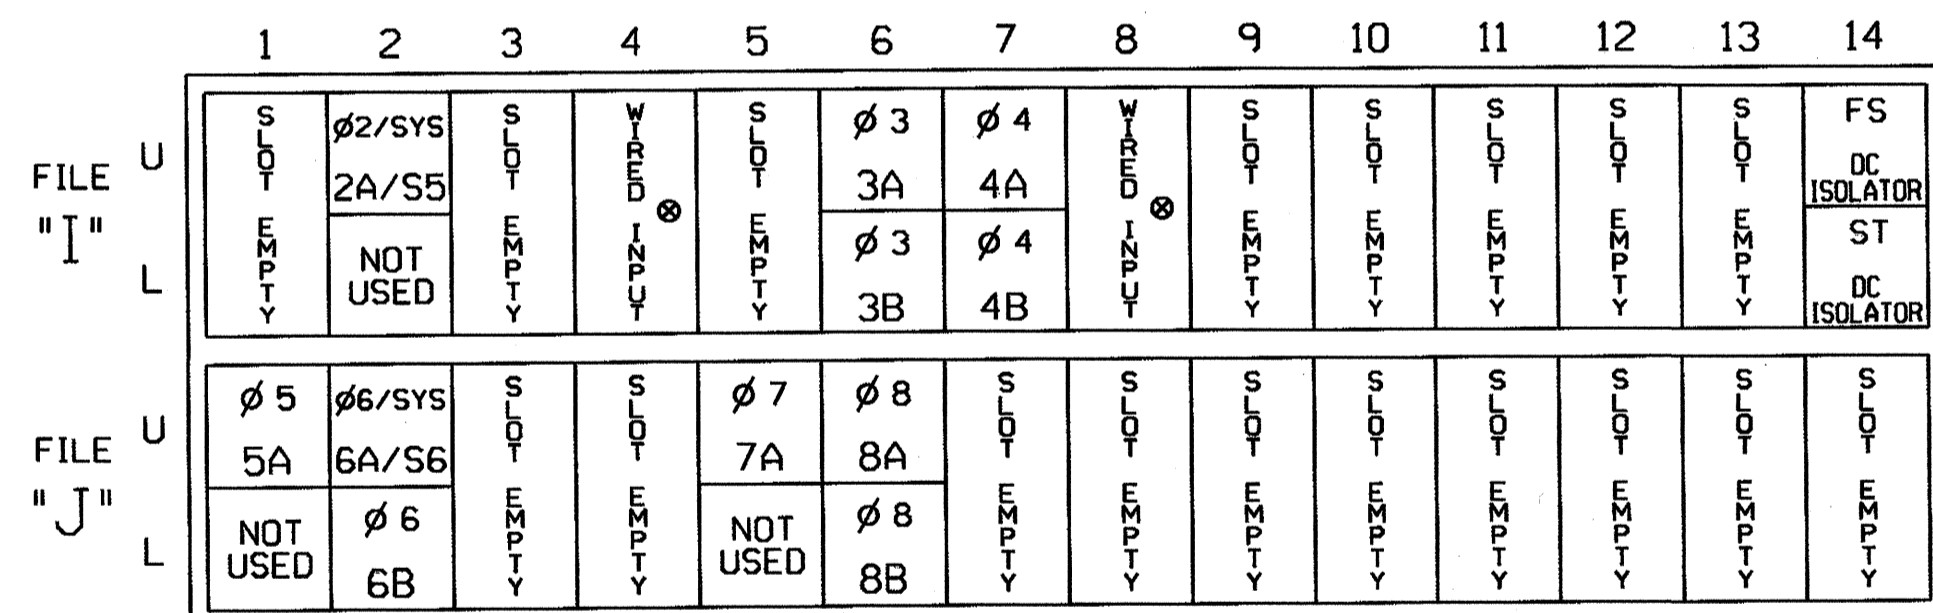 1 2 3 4 5 6 7 8 9 10 11 12 13 14
FILE "I"
U
L
SLOT EMPTY
Ø2/SYS
2A/S5
NOT USED
SLOT EMPTY
WIRED INPUT
⊗
SLOT EMPTY
Ø 3
3A
Ø 3
3B
Ø 4
4A
Ø 4
4B
WIRED INPUT
⊗
SLOT EMPTY
SLOT EMPTY
SLOT EMPTY
SLOT EMPTY
SLOT EMPTY
FS
DC
ISOLATOR
ST
DC
ISOLATOR
FILE "J"
U
L
Ø 5
5A
NOT USED
Ø6/SYS
6A/S6
Ø 6
6B
SLOT EMPTY
SLOT EMPTY
Ø 7
7A
NOT USED
Ø 8
8A
Ø 8
8B
SLOT EMPTY
SLOT EMPTY
SLOT EMPTY
SLOT EMPTY
SLOT EMPTY
SLOT EMPTY
SLOT EMPTY
SLOT EMPTY